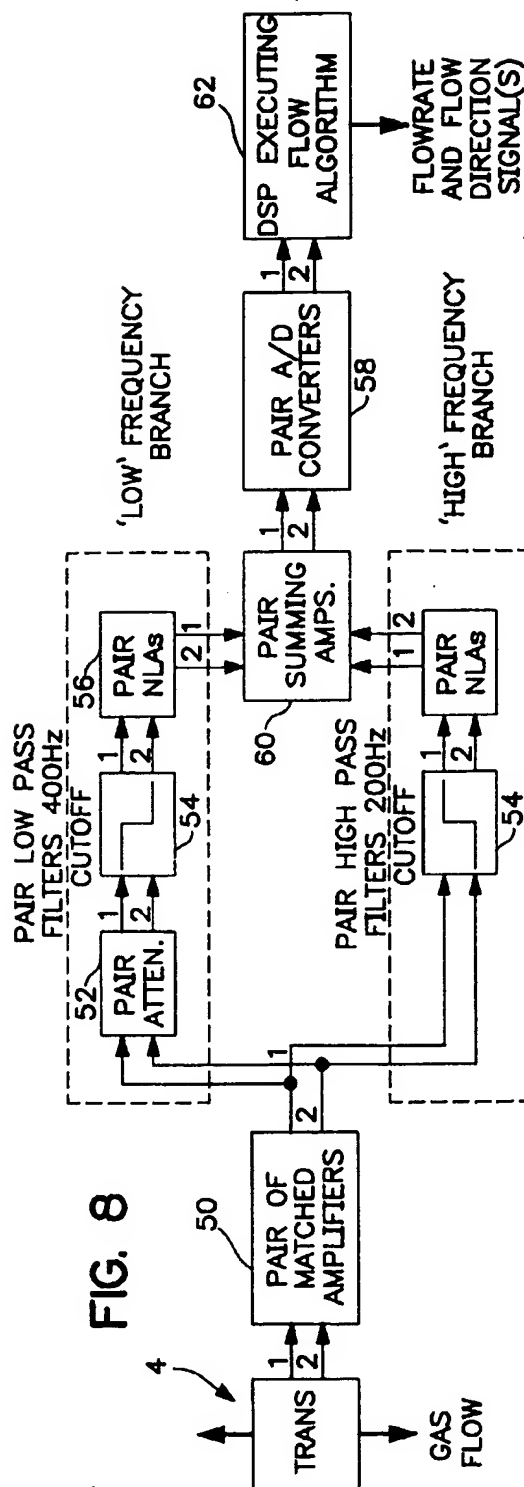 FIG. 8
4
TRANS
GAS
FLOW
1
2
50
PAIR OF
MATCHED
AMPLIFIERS
1
2
PAIR LOW PASS
FILTERS 400Hz
CUTOFF
'LOW' FREQUENCY
BRANCH
52
PAIR
ATTEN.
1
2
54
1
2
56
PAIR
NLAs
2
1
PAIR
SUMMING
AMPS.
60
1
2
PAIR A/D
CONVERTERS
58
1
2
62
DSP EXECUTING
FLOW
ALGORITHM
FLOWRATE
AND FLOW
DIRECTION
SIGNAL(S)
PAIR HIGH PASS
FILTERS 200Hz
CUTOFF
'HIGH' FREQUENCY
BRANCH
54
1
2
PAIR
NLAs
1
2